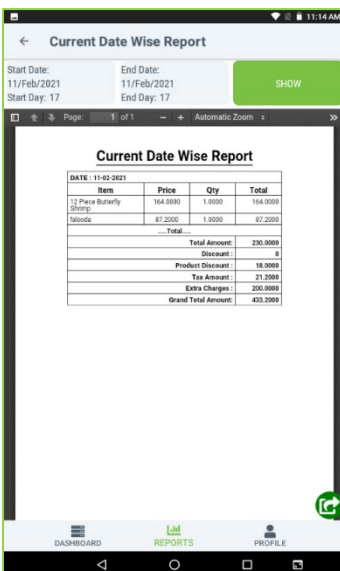 11:14 AM
Current Date Wise Report
Start Date:
11/Feb/2021
Start Day: 17
End Date:
11/Feb/2021
End Day: 17
SHOW
Page: 1 of 1 − + Automatic Zoom
Current Date Wise Report
DATE : 11-02-2021
Item Price Qty Total
12 Piece Butterfly Shrimp 164.0000 1.0000 164.0000
falooda 87.2000 1.0000 87.2000
....Total....
Total Amount: 230.0000
Discount : 0
Product Discount : 18.0000
Tax Amount : 21.2000
Extra Charges : 200.0000
Grand Total Amount: 433.2000
DASHBOARD REPORTS PROFILE